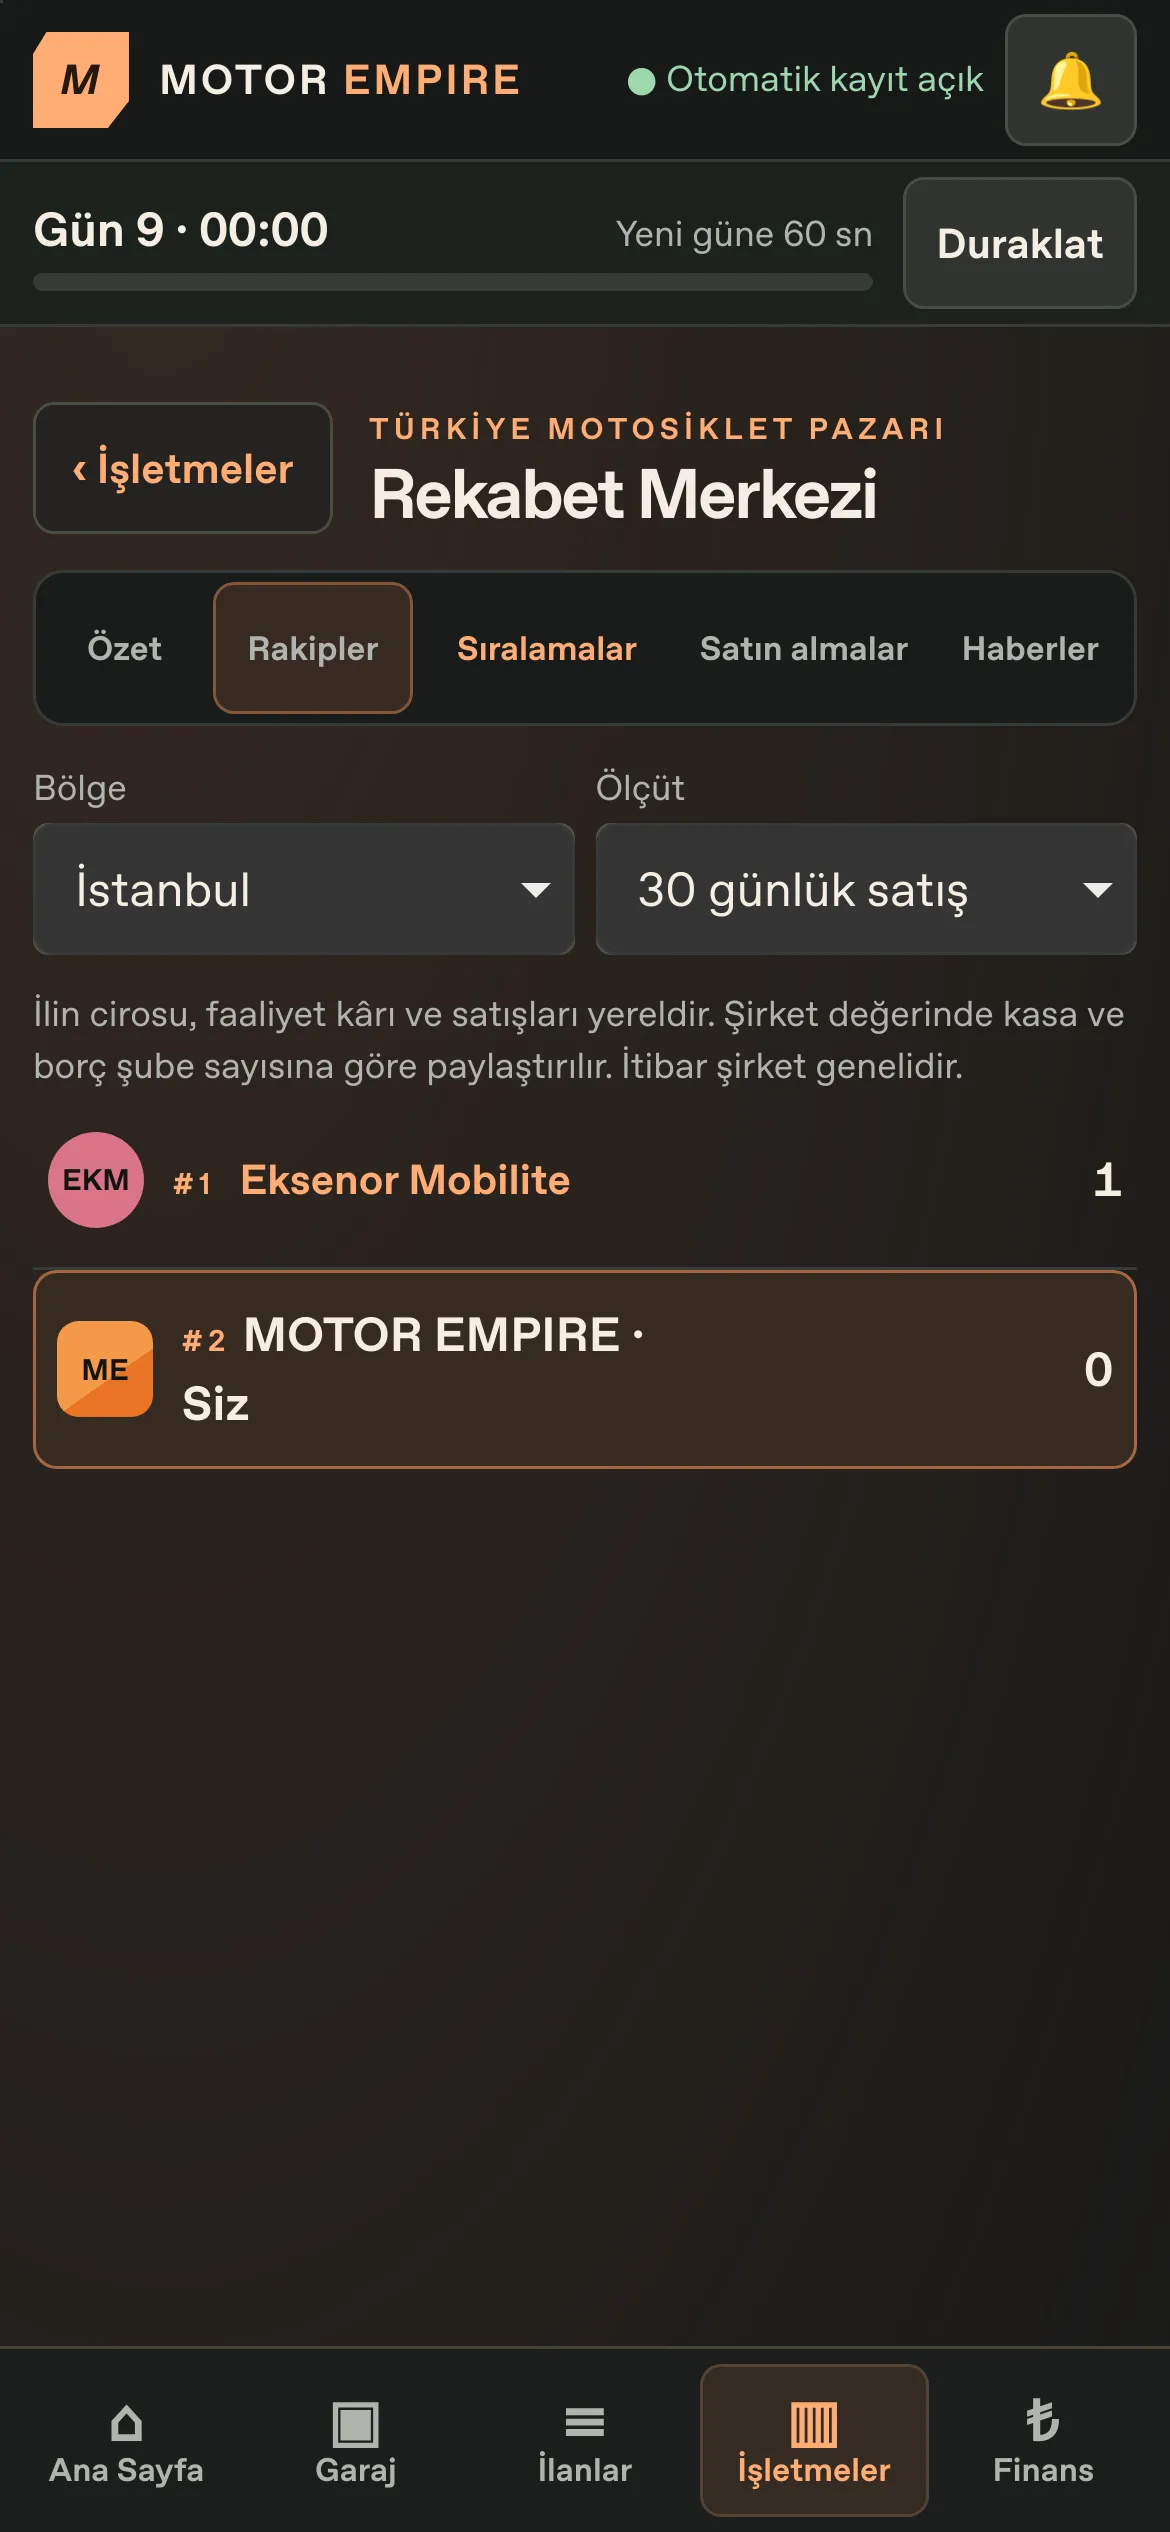 M MOTOR EMPIRE Otomatik kayıt açık
Gün 9 · 00:00 Yeni güne 60 sn Duraklat
‹ İşletmeler
TÜRKİYE MOTOSİKLET PAZARI
Rekabet Merkezi
Özet Rakipler Sıralamalar Satın almalar Haberler
Bölge Ölçüt
İstanbul 30 günlük satış
İlin cirosu, faaliyet kârı ve satışları yereldir. Şirket değerinde kasa ve
borç şube sayısına göre paylaştırılır. İtibar şirket genelidir.
EKM #1 Eksenor Mobilite 1
ME #2 MOTOR EMPIRE ·
Siz 0
Ana Sayfa Garaj İlanlar İşletmeler ₺ Finans